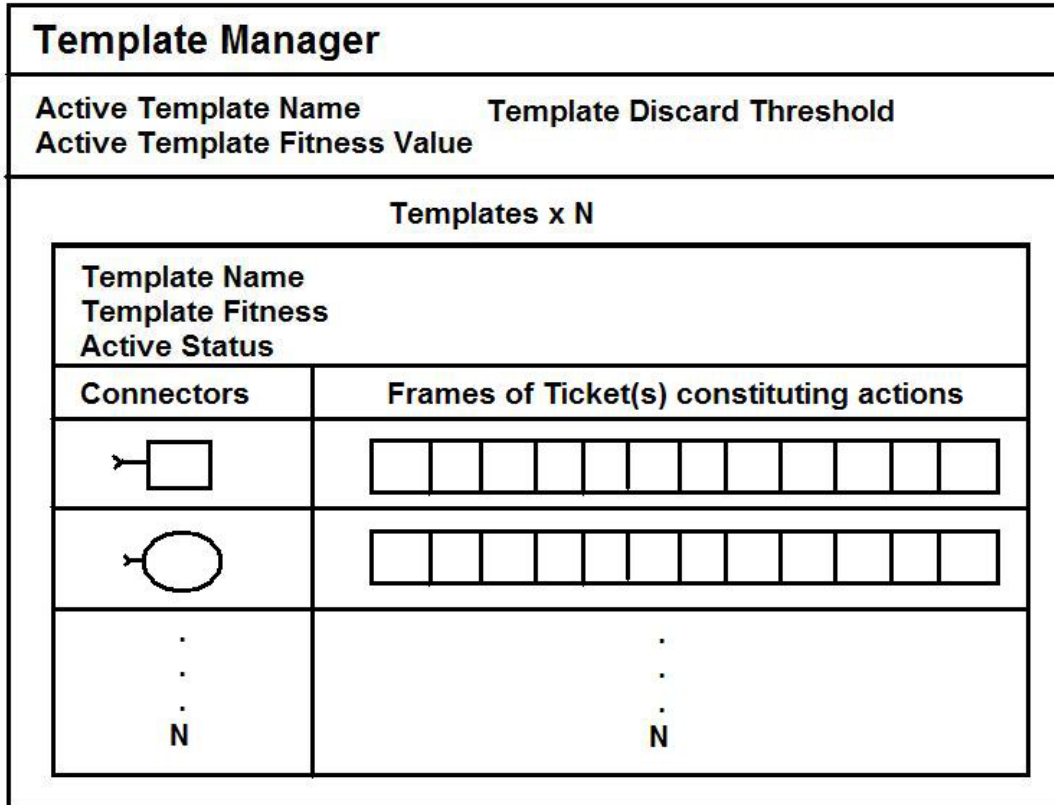 Template Manager
Active Template Name
Template Discard Threshold
Active Template Fitness Value
Templates x N
Template Name
Template Fitness
Active Status
Connectors
Frames of Ticket(s) constituting actions
.
.
.
.
.
.
N
N